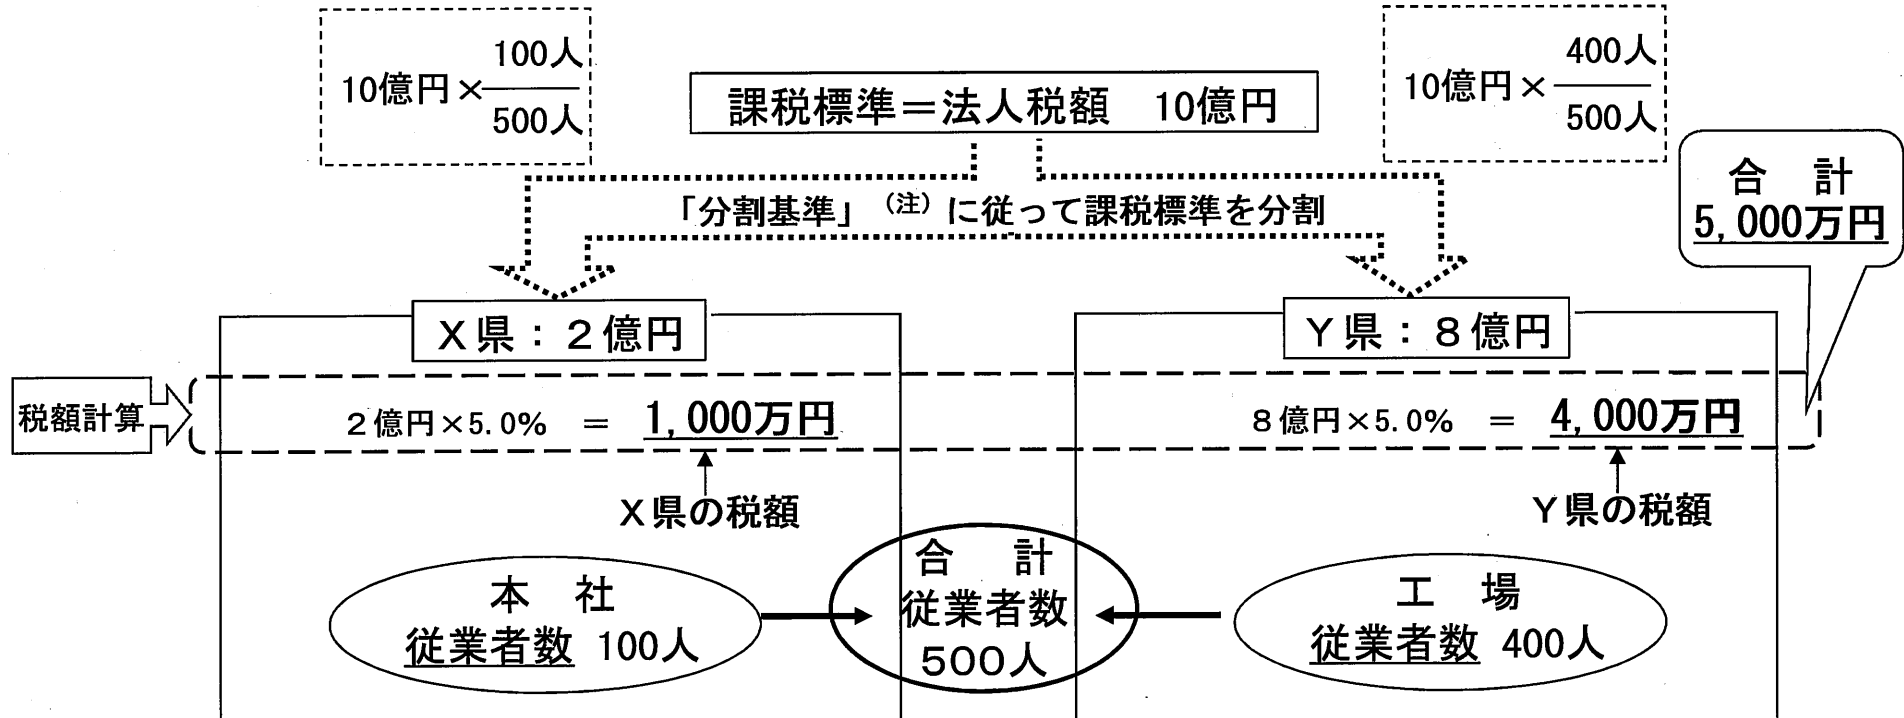 10億円×100人/500人
課税標準＝法人税額　10億円
10億円×400人/500人
合　計
5,000万円
「分割基準」（注）に従って課税標準を分割
X県：２億円
Y県：８億円
税額計算
２億円×5.0%　＝　1,000万円
８億円×5.0%　＝　4,000万円
X県の税額
Y県の税額
本　社
従業者数 100人
合　計
従業者数
500人
工　場
従業者数 400人